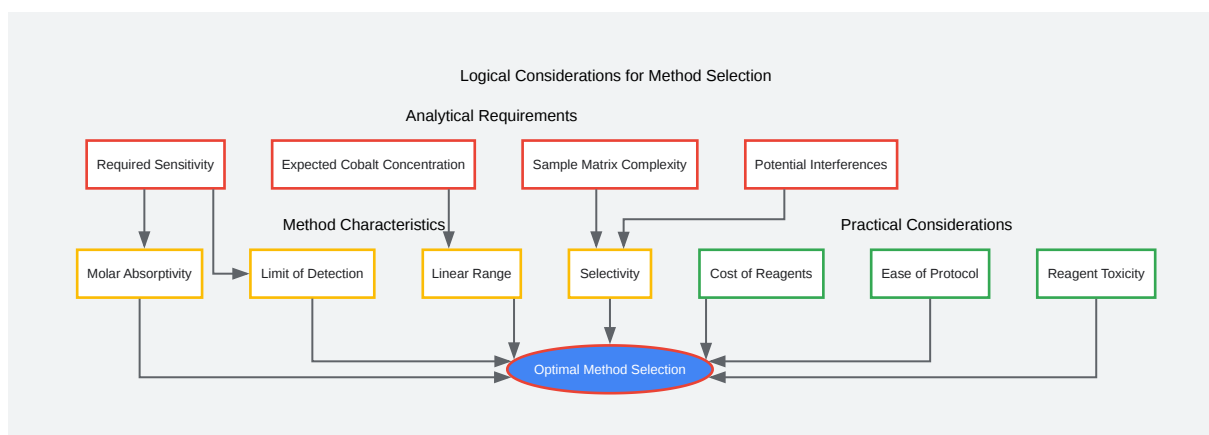 Logical Considerations for Method Selection
Analytical Requirements
Required Sensitivity
Expected Cobalt Concentration
Sample Matrix Complexity
Potential Interferences
Method Characteristics
Practical Considerations
Molar Absorptivity
Limit of Detection
Linear Range
Selectivity
Cost of Reagents
Ease of Protocol
Reagent Toxicity
Optimal Method Selection